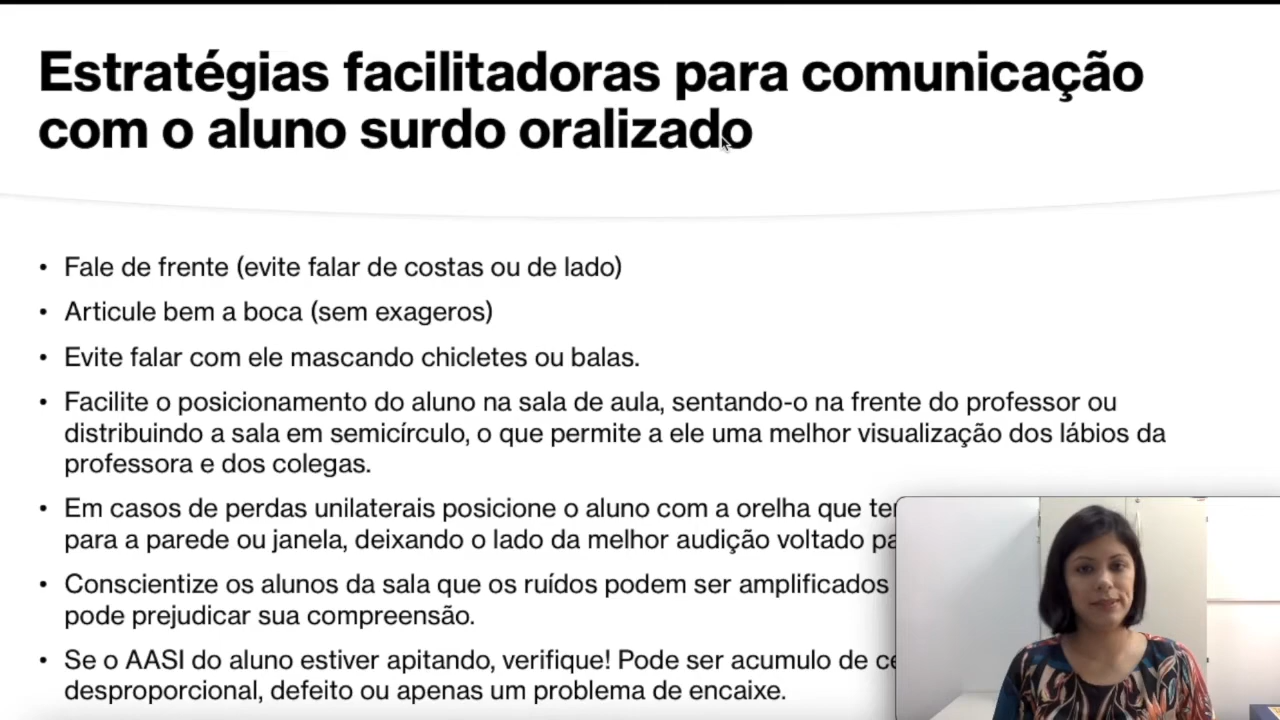 Estratégias facilitadoras para comunicação
com o aluno surdo oralizado
• Fale de frente (evite falar de costas ou de lado)
• Articule bem a boca (sem exageros)
• Evite falar com ele mascando chicletes ou balas.
• Facilite o posicionamento do aluno na sala de aula, sentando-o na frente do professor ou
distribuindo a sala em semicírculo, o que permite a ele uma melhor visualização dos lábios da
professora e dos colegas.
• Em casos de perdas unilaterais posicione o aluno com a orelha que
para a parede ou janela, deixando o lado da melhor audição voltado
• Conscientize os alunos da sala que os ruídos podem ser amplificados
pode prejudicar sua compreensão.
• Se o AASI do aluno estiver apitando, verifique! Pode ser acumulo de
desproporcional, defeito ou apenas um problema de encaixe.